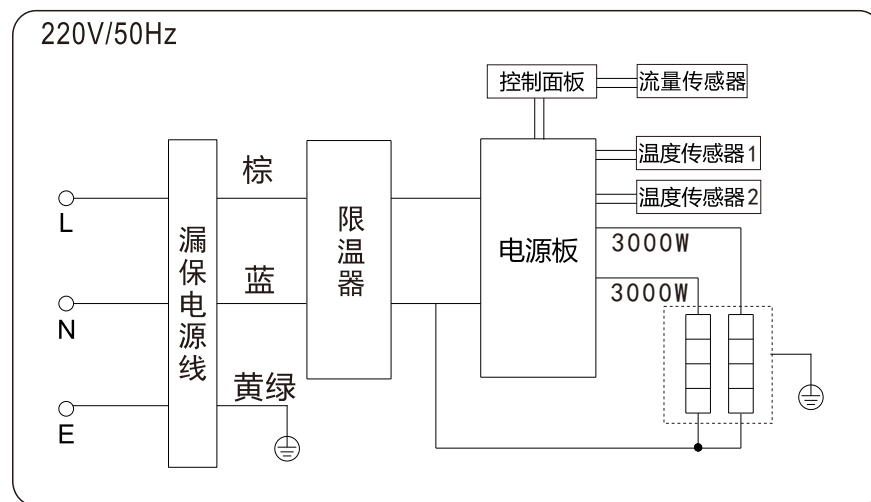 220V/50Hz
控制面板
流量传感器
温度传感器1
温度传感器2
L
N
E
漏保电源线
棕
蓝
黄绿
限温器
电源板
3000W
3000W